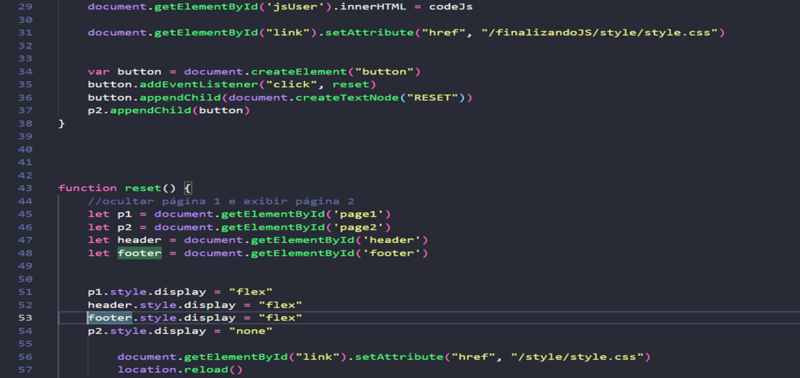 29 document.getElementById('jsUser').innerHTML = codeJs
30
31 document.getElementById("link").setAttribute("href", "/finalizandoJS/style/style.css")
32
33
34 var button = document.createElement("button")
35 button.addEventListener("click", reset)
36 button.appendChild(document.createTextNode("RESET"))
37 p2.appendChild(button)
38 }
39
40
41
42
43 function reset() {
44 //ocultar página 1 e exibir página 2
45 let p1 = document.getElementById('page1')
46 let p2 = document.getElementById('page2')
47 let header = document.getElementById('header')
48 let footer = document.getElementById('footer')
49
50
51 p1.style.display = "flex"
52 header.style.display = "flex"
53 footer.style.display = "flex"
54 p2.style.display = "none"
55
56 document.getElementById("link").setAttribute("href", "/style/style.css")
57 location.reload()